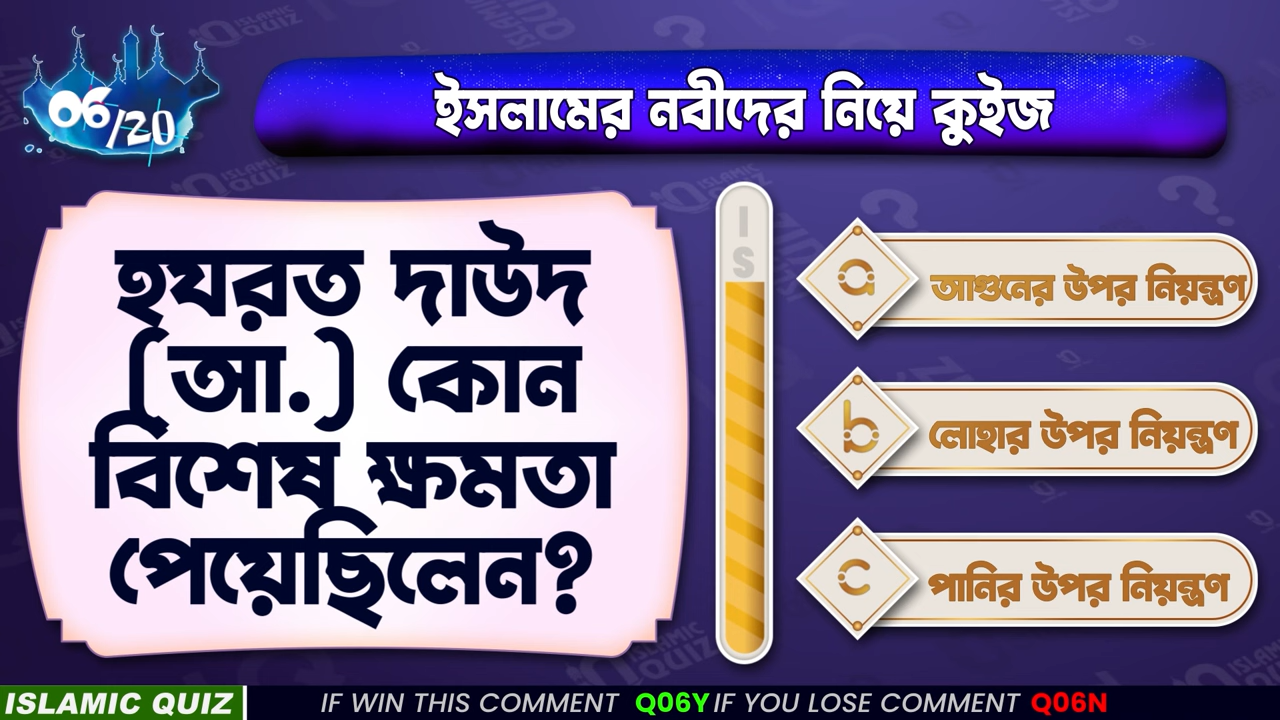 06/20
ইসলামের নবীদের নিয়ে কুইজ
হযরত দাউদ
(আ.) কোন
বিশেষ ক্ষমতা
পেয়েছিলেন?
I
S
a আগুনের উপর নিয়ন্ত্রণ
b লোহার উপর নিয়ন্ত্রণ
c পানির উপর নিয়ন্ত্রণ
ISLAMIC QUIZ
IF WIN THIS COMMENT Q06Y IF YOU LOSE COMMENT Q06N